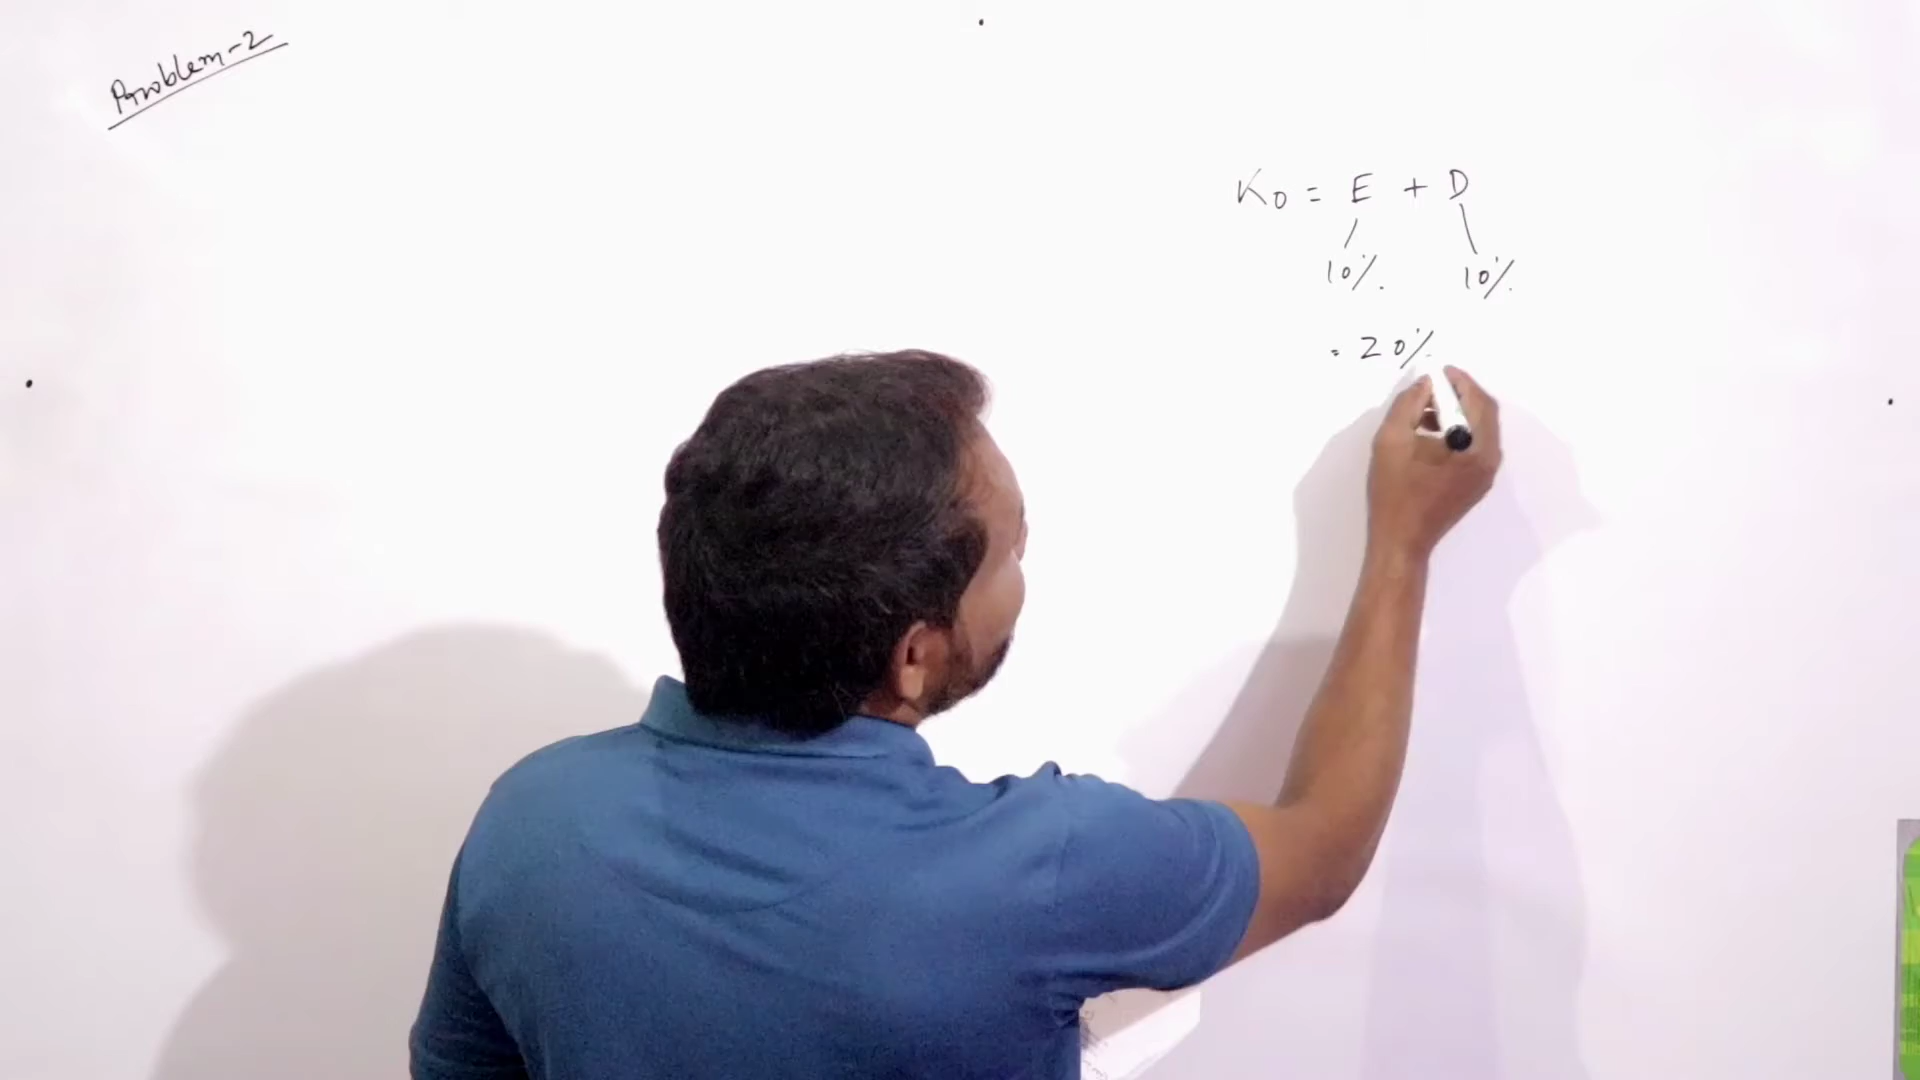 Problem-2
KO = E + D
10% 10%
= 20%